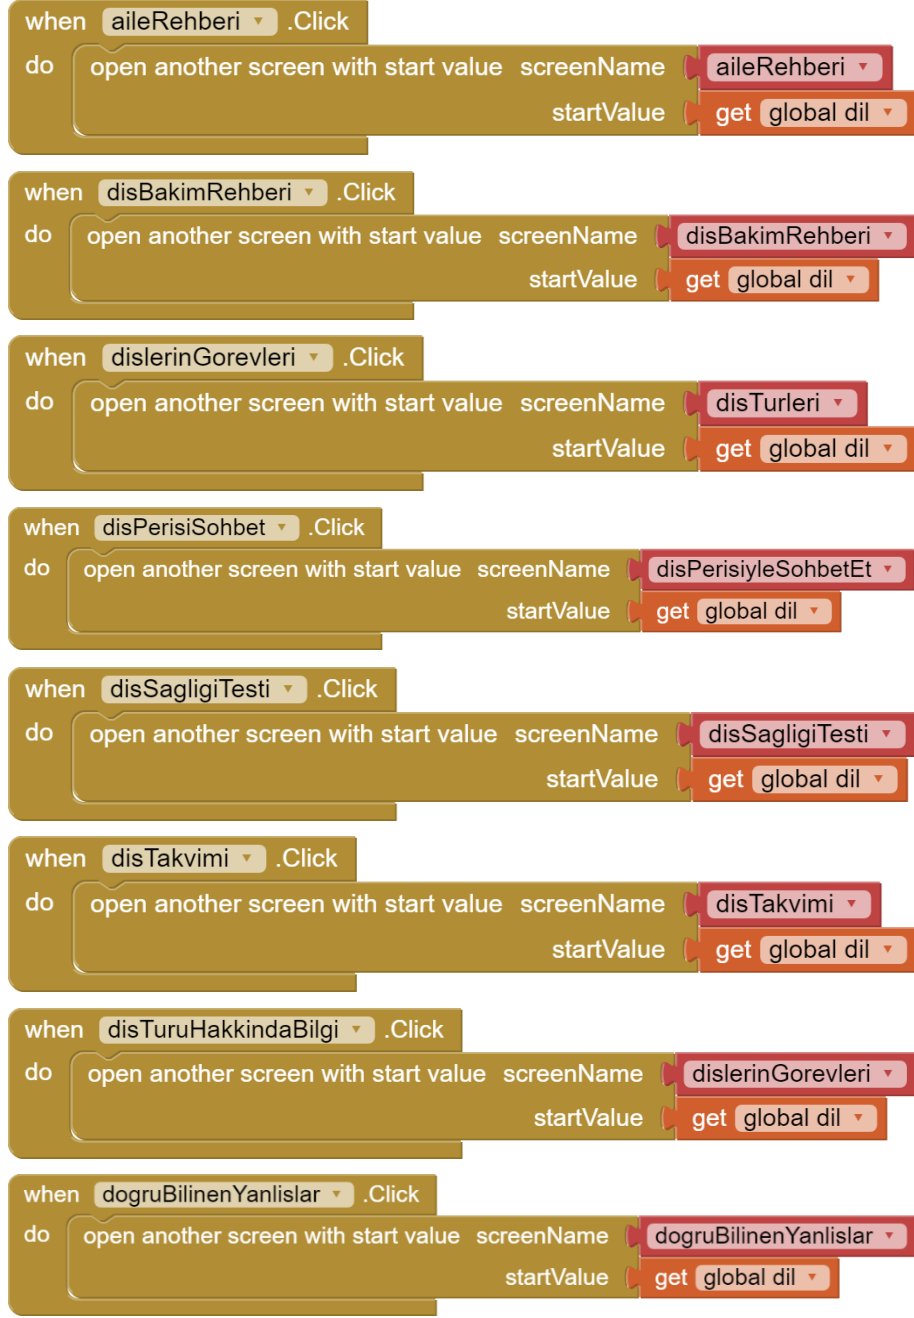 when aileRehberi .Click
do open another screen with start value screenName aileRehberi
startValue get global dil
when disBakimRehberi .Click
do open another screen with start value screenName disBakimRehberi
startValue get global dil
when dislerinGorevleri .Click
do open another screen with start value screenName disTurleri
startValue get global dil
when disPerisiSohbet .Click
do open another screen with start value screenName disPerisiyleSohbetEt
startValue get global dil
when disSagligiTesti .Click
do open another screen with start value screenName disSagligiTesti
startValue get global dil
when disTakvimi .Click
do open another screen with start value screenName disTakvimi
startValue get global dil
when disTuruHakkindaBilgi .Click
do open another screen with start value screenName dislerinGorevleri
startValue get global dil
when dogruBilinenYanlislar .Click
do open another screen with start value screenName dogruBilinenYanlislar
startValue get global dil